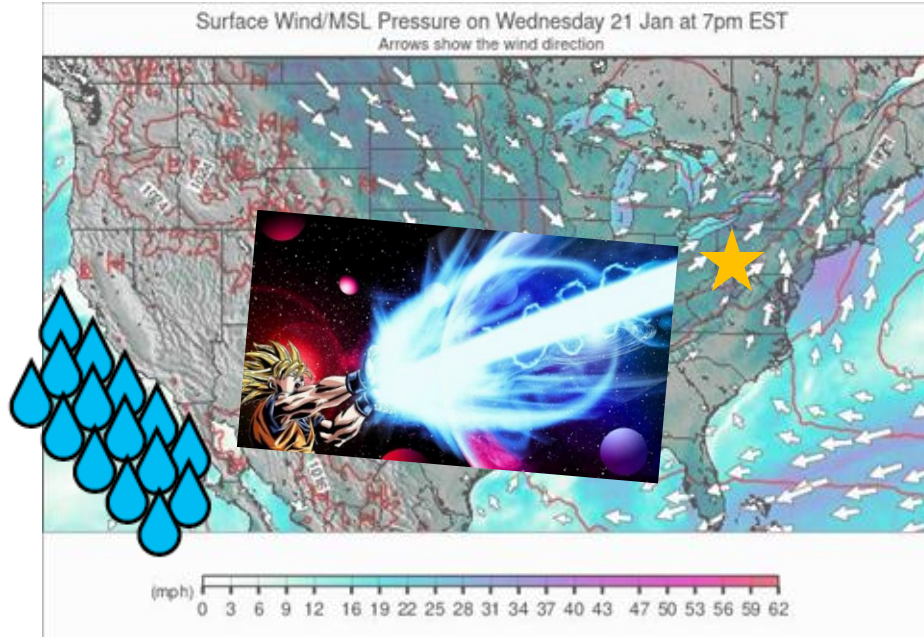 Surface Wind/MSL Pressure on Wednesday 21 Jan at 7pm EST
Arrows show the wind direction
1024
1016
(mph)
0 3 6 9 12 16 19 22 25 28 31 34 37 40 43 47 50 53 56 59 62